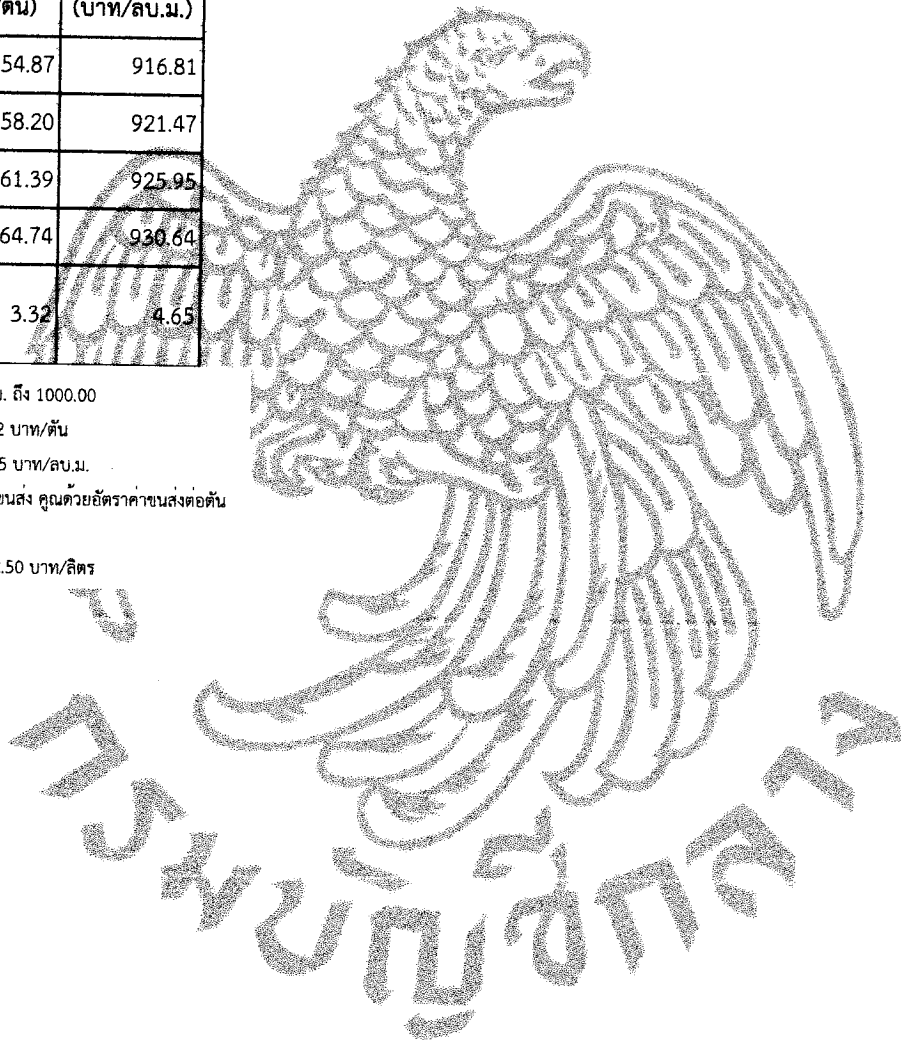 ตัน) (บาท/ลบ.ม.)
54.87 916.81
58.20 921.47
61.39 925.95
64.74 930.64
3.32 4.65
ถึง 1000.00
2 บาท/ตัน
5 บาท/ลบ.ม.
ขนส่ง คูณด้วยอัตราค่าขนส่งต่อตัน
.50 บาท/ลิตร
กรมบัญชีกลาง